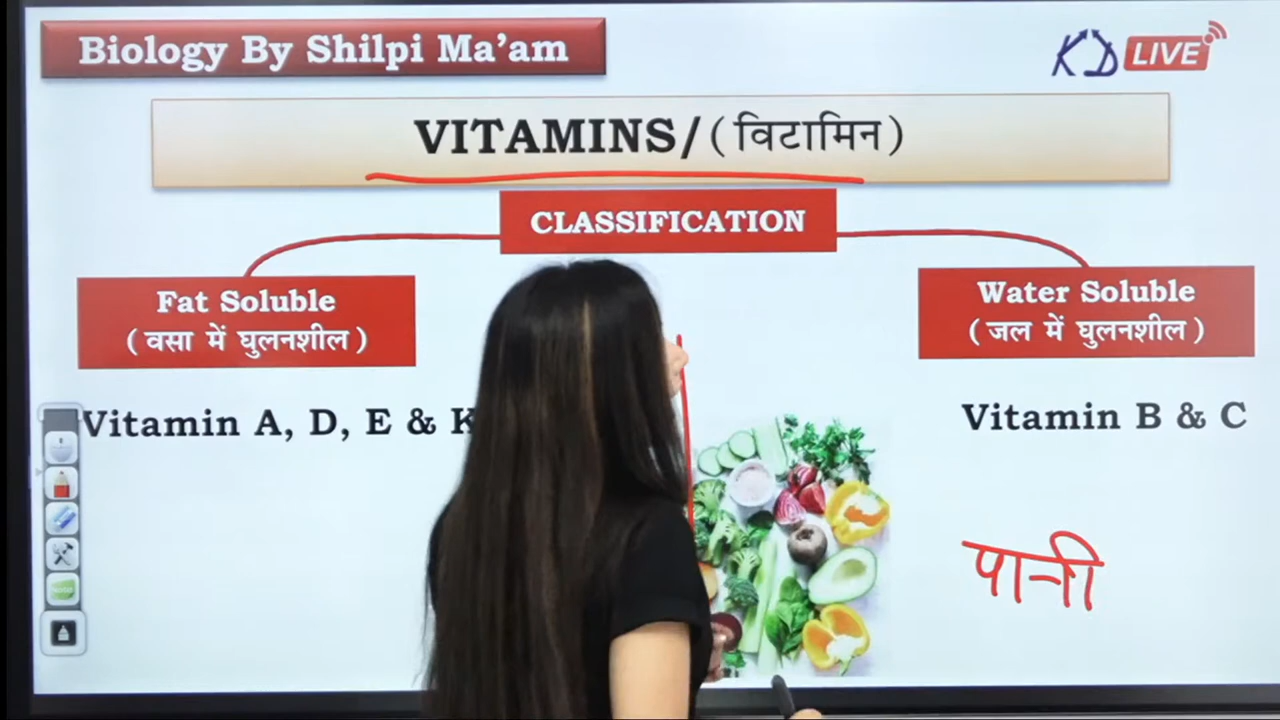 Biology By Shilpi Ma’am
KD LIVE
VITAMINS/(विटामिन)
CLASSIFICATION
Fat Soluble
(वसा में घुलनशील)
Water Soluble
(जल में घुलनशील)
Vitamin A, D, E & K
Vitamin B & C
पानी